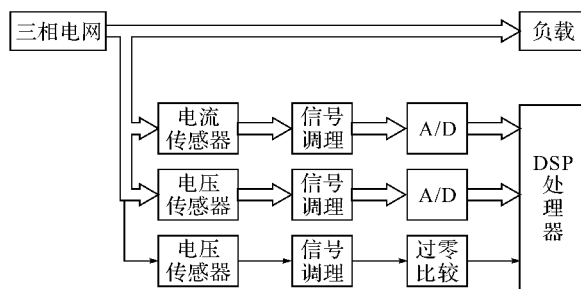 三相电网
负载
电流
传感器
信号
调理
A/D
电压
传感器
信号
调理
A/D
电压
传感器
信号
调理
过零
比较
DSP
处
理
器